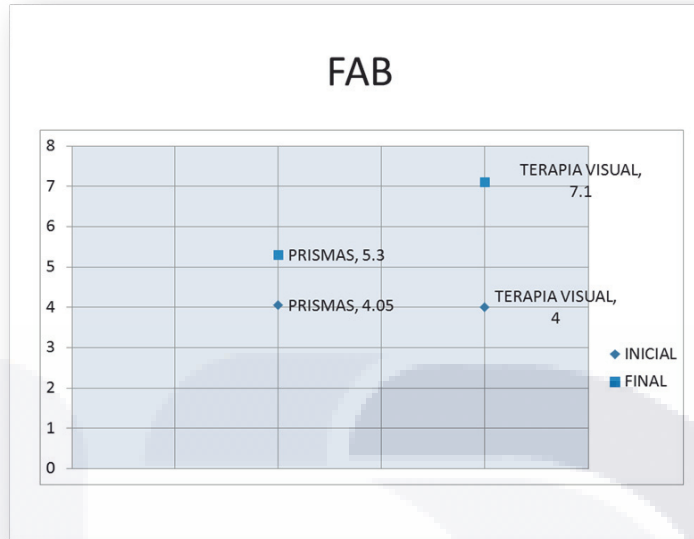 FAB
8
7
6
5
4
3
2
1
0
TERAPIA VISUAL,
7.1
PRISMAS, 5.3
PRISMAS, 4.05
TERAPIA VISUAL,
4
INICIAL
FINAL